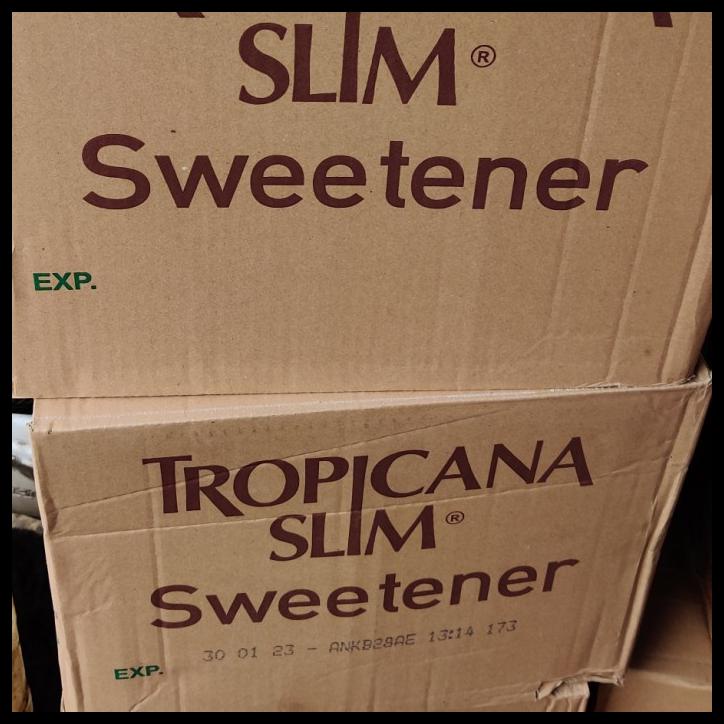 SLIM®
Sweetener
EXP.
TROPICANA
SLIM®
Sweetener
30 01 23 - ANKB28AE 13:14 173
EXP.